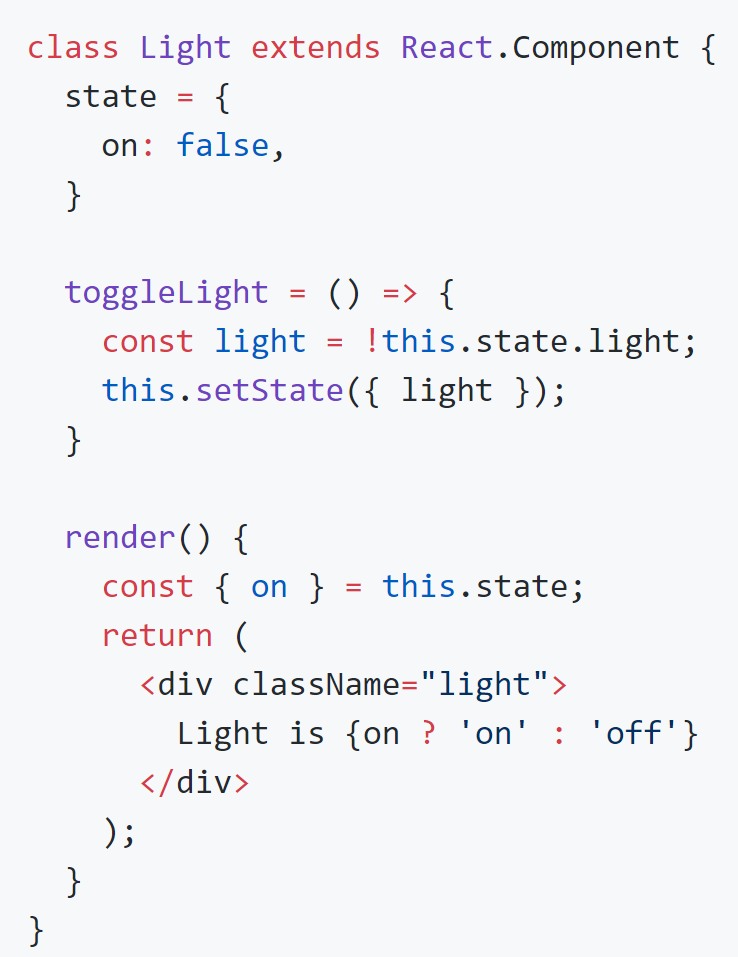 class Light extends React.Component {
  state = {
    on: false,
  }

  toggleLight = () => {
    const light = !this.state.light;
    this.setState({ light });
  }

  render() {
    const { on } = this.state;
    return (
      <div className="light">
        Light is {on ? 'on' : 'off'}
      </div>
    );
  }
}